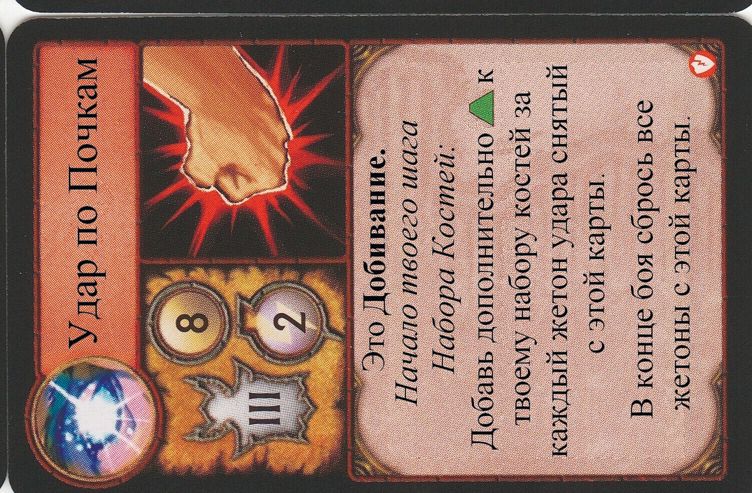 Удар по Почкам
8
III
2
Это Добивание.
Начало твоего шага
Набора Костей:
Добавь дополнительно к
твоему набору костей за
каждый жетон удара снятый
с этой карты.
В конце боя сбрось все
жетоны с этой карты.